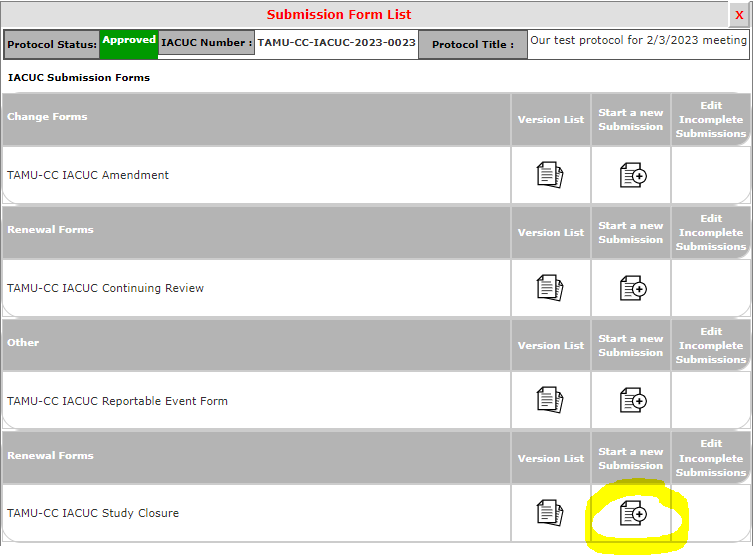 Submission Form List
X
Protocol Status: Approved IACUC Number : TAMU-CC-IACUC-2023-0023 Protocol Title : Our test protocol for 2/3/2023 meeting
IACUC Submission Forms
Change Forms Version List Start a new Submission Edit Incomplete Submissions
TAMU-CC IACUC Amendment
Renewal Forms Version List Start a new Submission Edit Incomplete Submissions
TAMU-CC IACUC Continuing Review
Other Version List Start a new Submission Edit Incomplete Submissions
TAMU-CC IACUC Reportable Event Form
Renewal Forms Version List Start a new Submission Edit Incomplete Submissions
TAMU-CC IACUC Study Closure